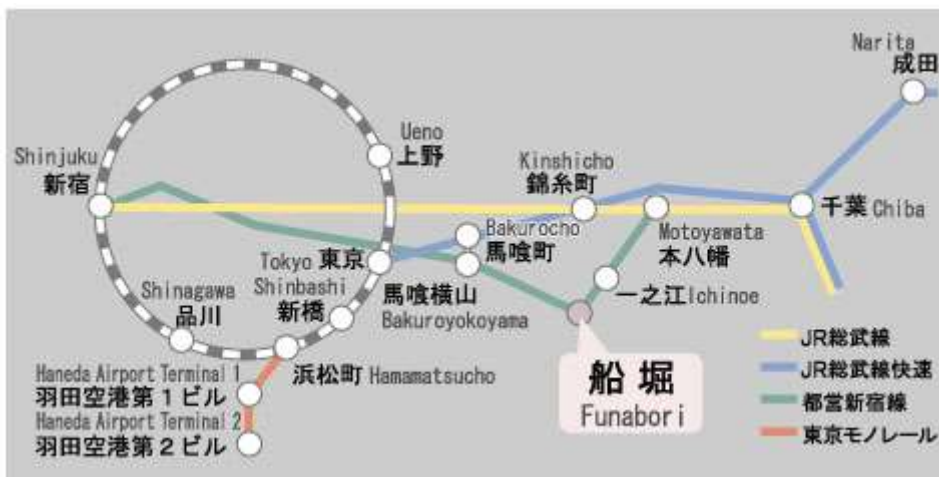 Narita
成田
Ueno
上野
Shinjuku
新宿
Kinshicho
錦糸町
千葉 Chiba
Bakurocho
馬喰町
Motoyawata
本八幡
Tokyo 東京
Shinbashi
新橋
Shinagawa
品川
馬喰横山
Bakuroyokoyama
一之江 Ichinoe
浜松町 Hamamatsucho
Haneda Airport Terminal 1
羽田空港第1ビル
Haneda Airport Terminal 2
羽田空港第2ビル
船堀
Funabori
JR総武線
JR総武線快速
都営新宿線
東京モノレール